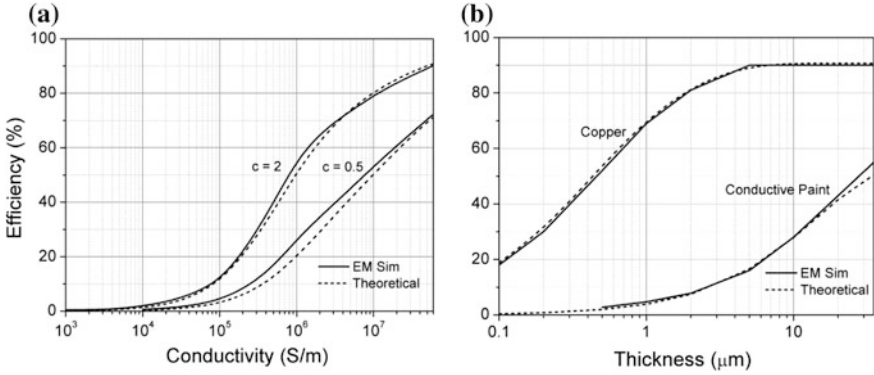 (a)
100
80
60
40
20
0
Efficiency (%)
c = 2
c = 0.5
EM Sim
Theoretical
10³ 10⁴ 10⁵ 10⁶ 10⁷
Conductivity (S/m)
(b)
100
80
60
40
20
0
Copper
Conductive Paint
EM Sim
Theoretical
0.1 1 10
Thickness (μm)